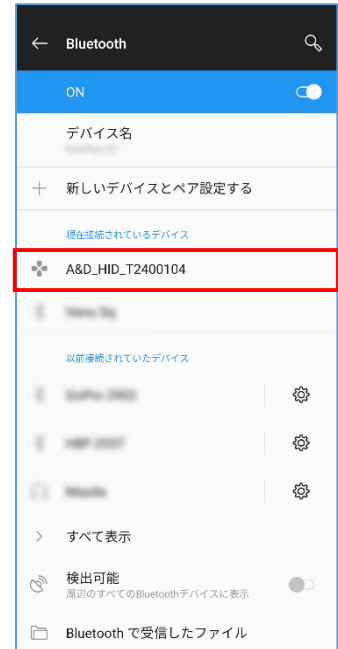 Bluetooth
ON
デバイス名
新しいデバイスとペア設定する
現在接続されているデバイス
A&D_HID_T2400104
以前接続されていたデバイス
すべて表示
検出可能
周辺のすべてのBluetoothデバイスに表示
Bluetooth で受信したファイル